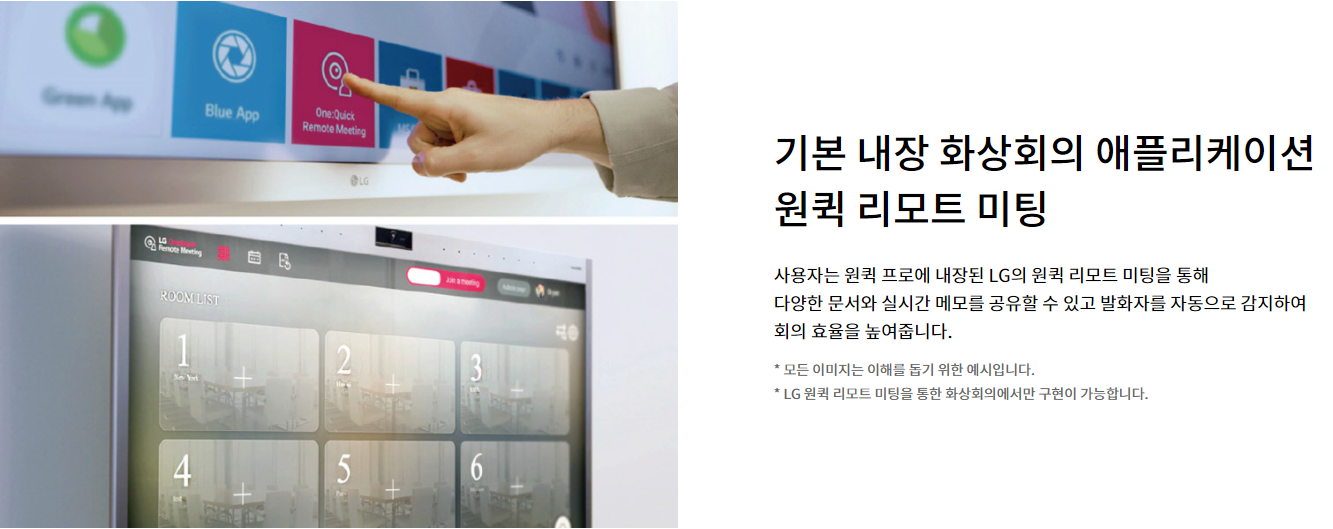 Green App
Blue App
One:Quick
Remote Meeting
LG
LG
Remote Meeting
Join a meeting
ROOM LIST
1
New York
2
3
4
5
6
기본 내장 화상회의 애플리케이션
원퀵 리모트 미팅
사용자는 원퀵 프로에 내장된 LG의 원퀵 리모트 미팅을 통해
다양한 문서와 실시간 메모를 공유할 수 있고 발화자를 자동으로 감지하여
회의 효율을 높여줍니다.
* 모든 이미지는 이해를 돕기 위한 예시입니다.
* LG 원퀵 리모트 미팅을 통한 화상회의에서만 구현이 가능합니다.